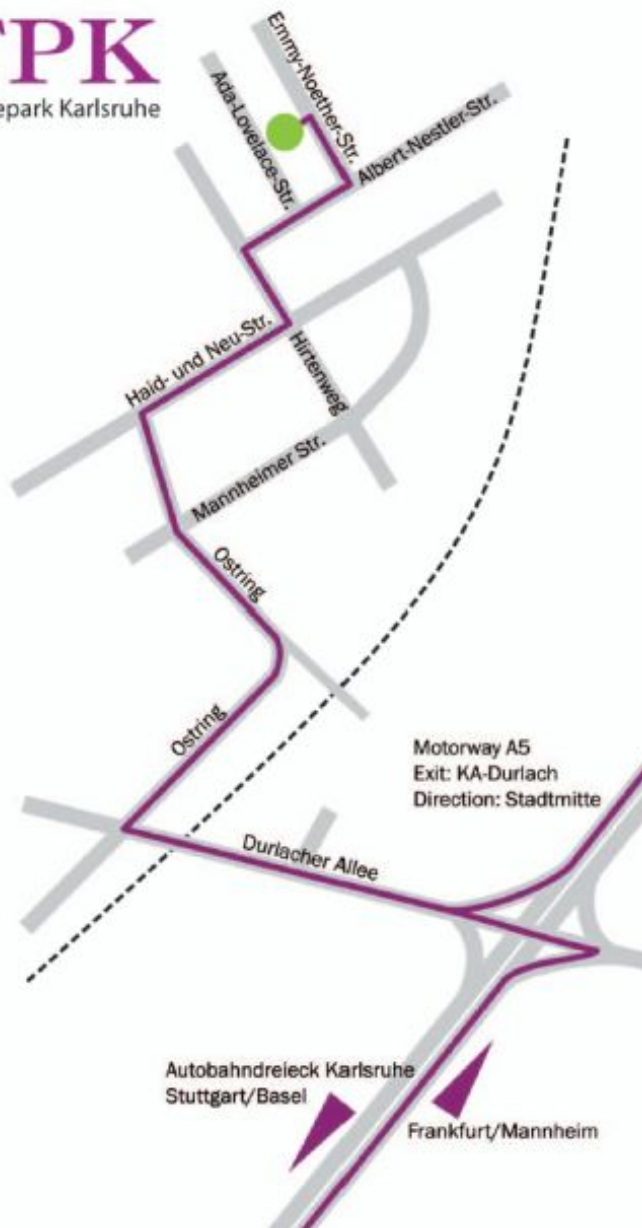 TPK
epark Karlsruhe
Emmy-Noether-Str.
Ada-Lovelace-Str.
Albert-Nestler-Str.
Haid- und Neu-Str.
Hirtenweg
Mannheimer Str.
Ostring
Ostring
Motorway A5
Exit: KA-Durlach
Direction: Stadtmitte
Durlacher Allee
Autobahndreieck Karlsruhe
Stuttgart/Basel
Frankfurt/Mannheim